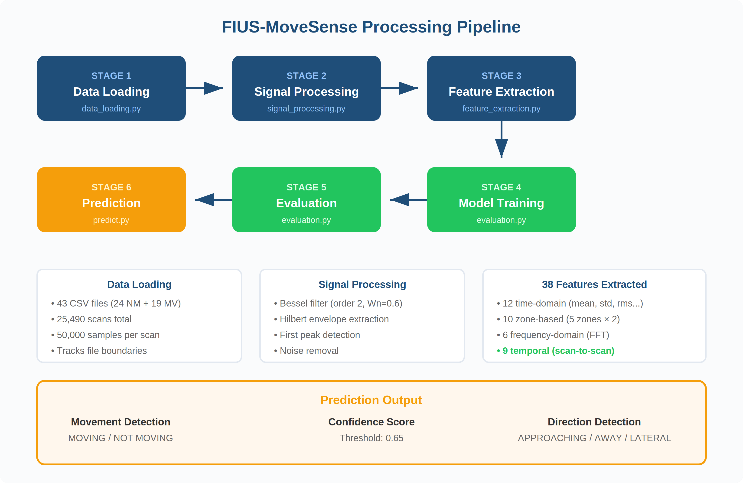 FIUS-MoveSense Processing Pipeline
STAGE 1
Data Loading
data_loading.py
STAGE 2
Signal Processing
signal_processing.py
STAGE 3
Feature Extraction
feature_extraction.py
STAGE 6
Prediction
predict.py
STAGE 5
Evaluation
evaluation.py
STAGE 4
Model Training
evaluation.py
Data Loading
• 43 CSV files (24 NM + 19 MV)
• 25,490 scans total
• 50,000 samples per scan
• Tracks file boundaries
Signal Processing
• Bessel filter (order 2, Wn=0.6)
• Hilbert envelope extraction
• First peak detection
• Noise removal
38 Features Extracted
• 12 time-domain (mean, std, rms...)
• 10 zone-based (5 zones × 2)
• 6 frequency-domain (FFT)
• 9 temporal (scan-to-scan)
Prediction Output
Movement Detection
MOVING / NOT MOVING
Confidence Score
Threshold: 0.65
Direction Detection
APPROACHING / AWAY / LATERAL